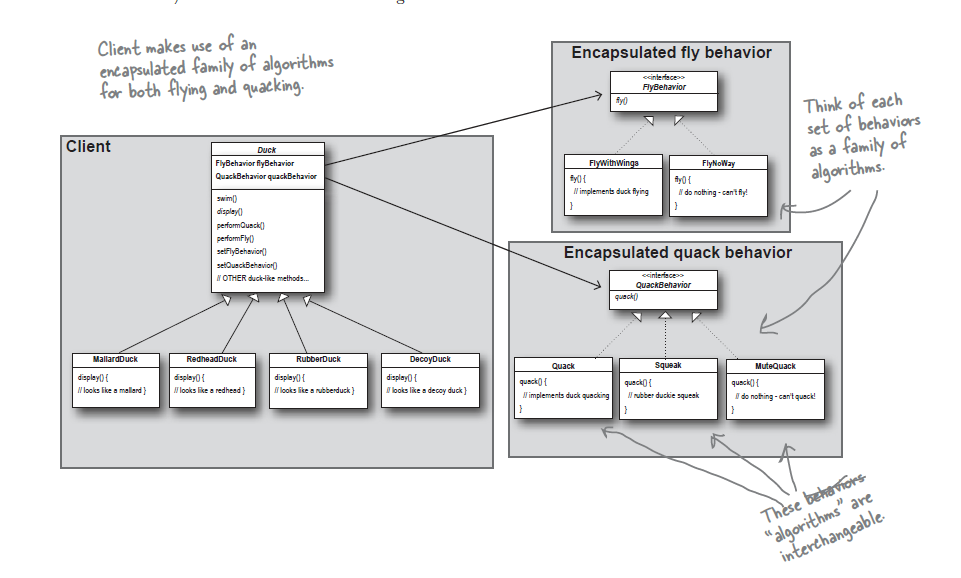 Client makes use of an
encapsulated family of algorithms
for both flying and quacking.
Encapsulated fly behavior
<<interface>>
FlyBehavior
fly()
FlyWithWings
fly() {
// implements duck flying
}
FlyNoWay
fly() {
// do nothing - can't fly!
}
Think of each
set of behaviors
as a family of
algorithms.
Client
Duck
FlyBehavior flyBehavior
QuackBehavior quackBehavior
swim()
display()
performQuack()
performFly()
setFlyBehavior()
setQuackBehavior()
// OTHER duck-like methods...
MallardDuck
display() {
// looks like a mallard }
RedheadDuck
display() {
// looks like a redhead }
RubberDuck
display() {
// looks like a rubberduck }
DecoyDuck
display() {
// looks like a decoy duck }
Encapsulated quack behavior
<<interface>>
QuackBehavior
quack()
Quack
quack() {
// implements duck quacking
}
Squeak
quack() {
// rubber duckie squeak
}
MuteQuack
quack() {
// do nothing - can't quack!
}
These behaviors
“algorithms” are
interchangeable.